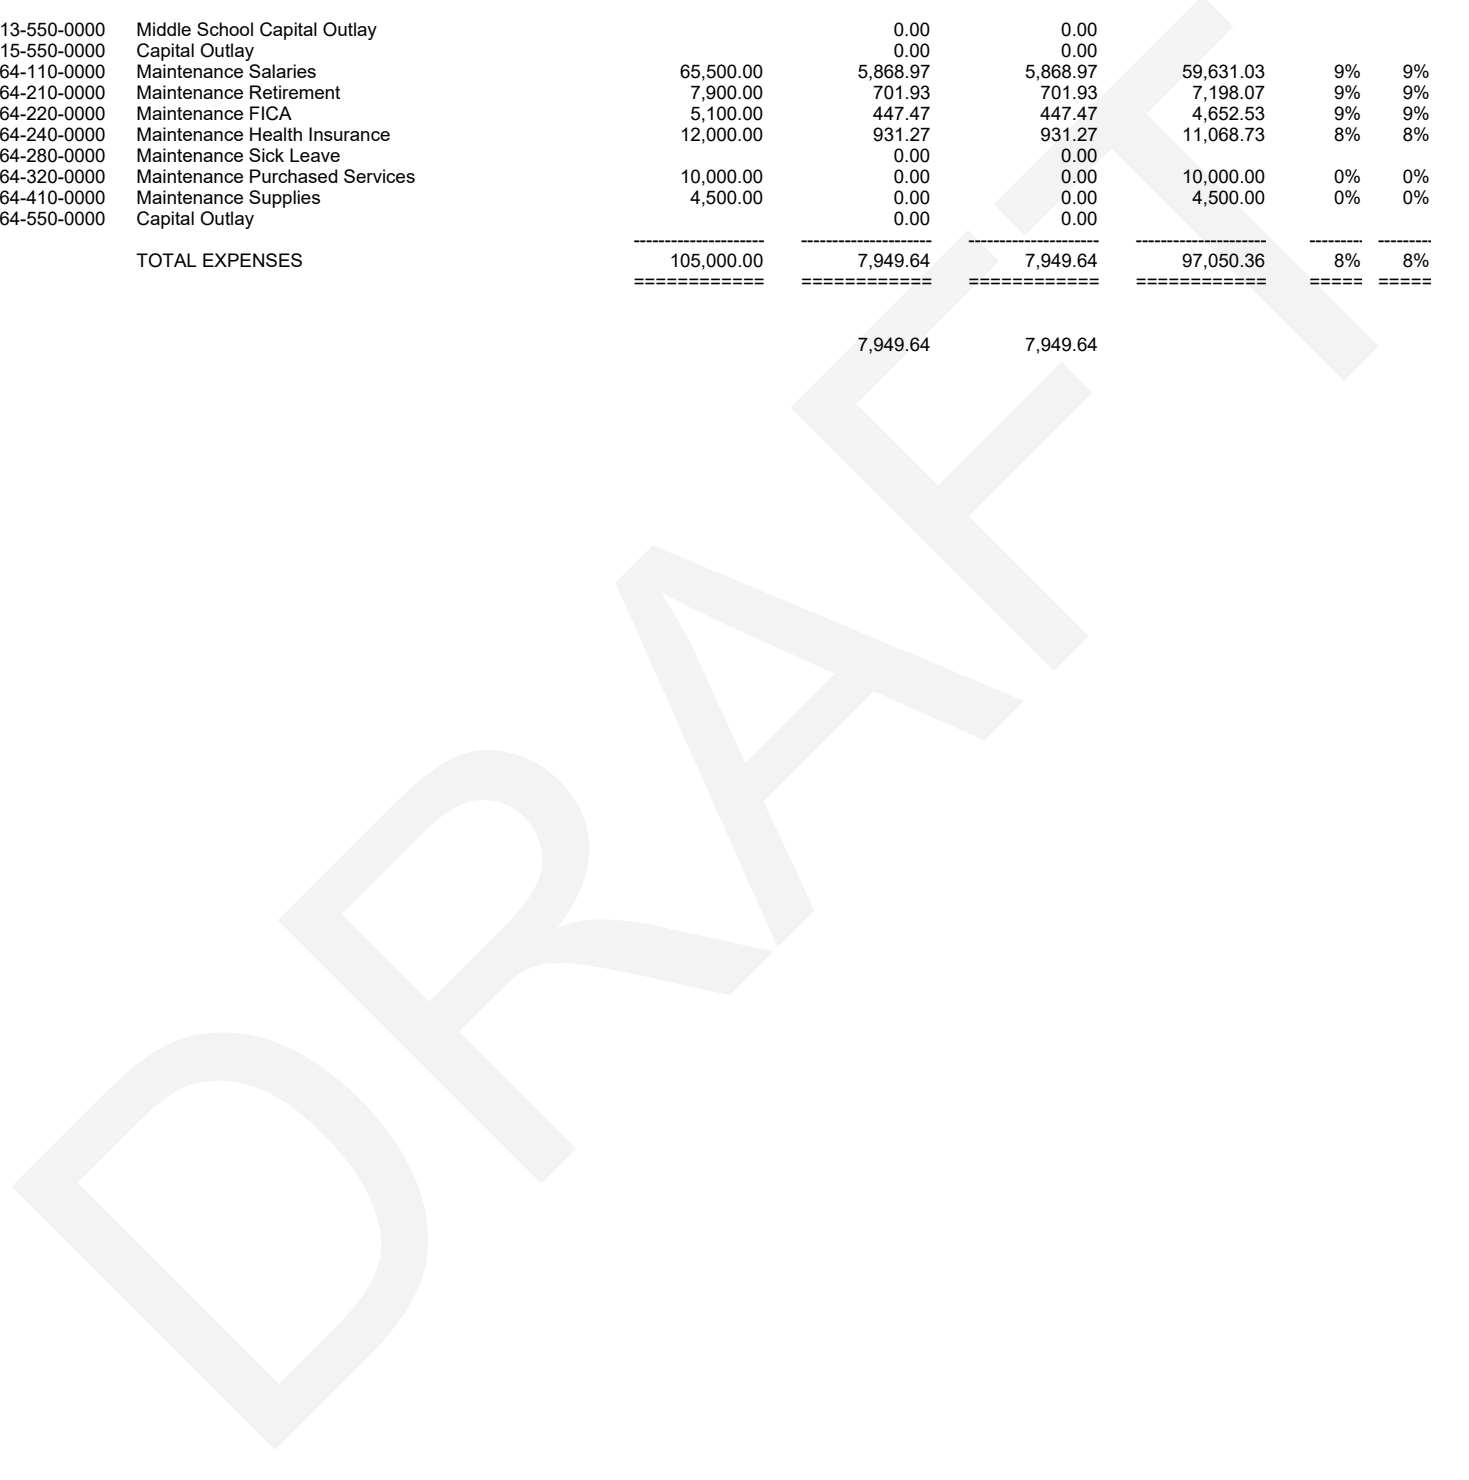 13-550-0000 Middle School Capital Outlay 0.00 0.00
15-550-0000 Capital Outlay 0.00 0.00
64-110-0000 Maintenance Salaries 65,500.00 5,868.97 5,868.97 59,631.03 9% 9%
64-210-0000 Maintenance Retirement 7,900.00 701.93 701.93 7,198.07 9% 9%
64-220-0000 Maintenance FICA 5,100.00 447.47 447.47 4,652.53 9% 9%
64-240-0000 Maintenance Health Insurance 12,000.00 931.27 931.27 11,068.73 8% 8%
64-280-0000 Maintenance Sick Leave 0.00 0.00
64-320-0000 Maintenance Purchased Services 10,000.00 0.00 0.00 10,000.00 0% 0%
64-410-0000 Maintenance Supplies 4,500.00 0.00 0.00 4,500.00 0% 0%
64-550-0000 Capital Outlay 0.00 0.00
--------------------- --------------------- --------------------- --------------------- --------- ---------
TOTAL EXPENSES 105,000.00 7,949.64 7,949.64 97,050.36 8% 8%
============ ============ ============ ============ ===== =====
7,949.64 7,949.64
DRAFT